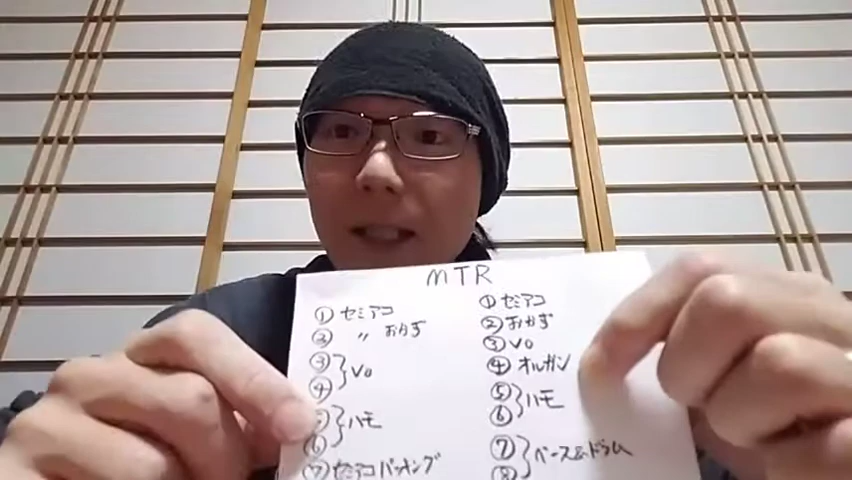 MTR
① セミアコ
② 〃 おかず
③
④ } Vo
⑤
⑥ } ハモ
⑦ セミアコバッキング
① セミアコ
② おかず
③ Vo
④ オルガン
⑤
⑥ } ハモ
⑦
⑧ } ベース&ドラム